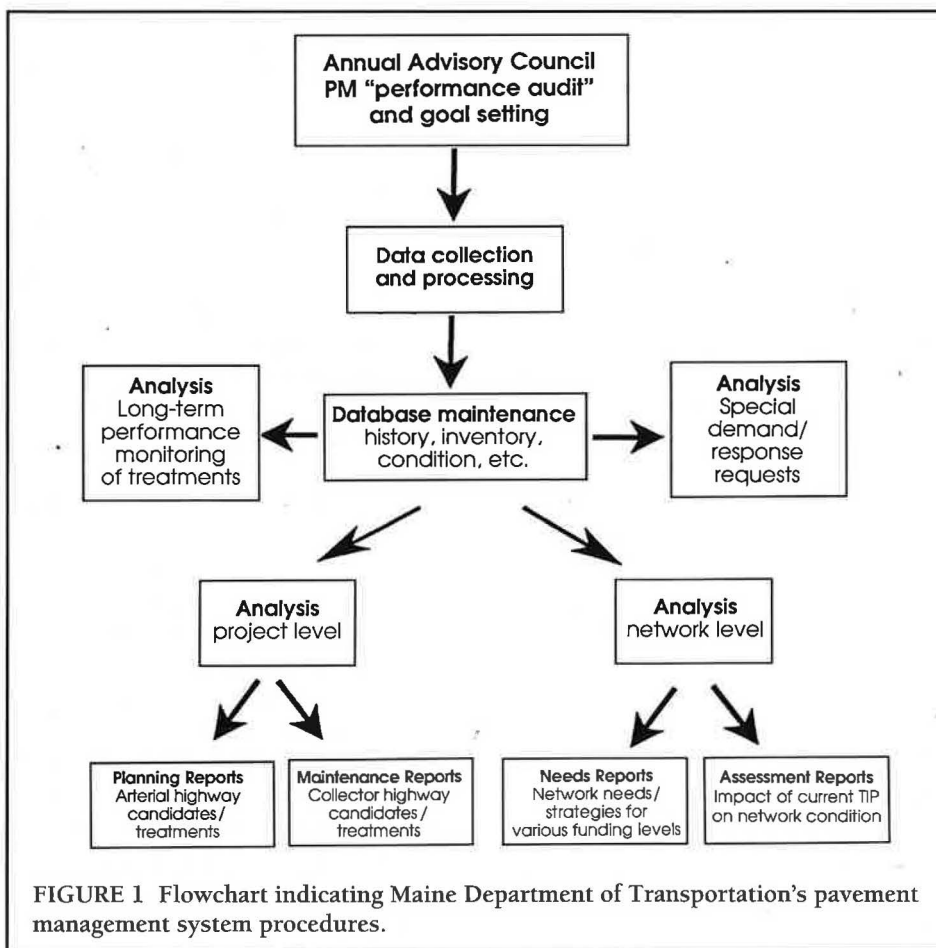 Annual Advisory Council
PM “performance audit”
and goal setting
Data collection
and processing
Analysis
Long-term
performance
monitoring
of treatments
Database maintenance
history, inventory,
condition, etc.
Analysis
Special
demand/
response
requests
Analysis
project level
Analysis
network level
Planning Reports
Arterial highway
candidates/
treatments
Maintenance Reports
Collector highway
candidates/
treatments
Needs Reports
Network needs/
strategies for
various funding levels
Assessment Reports
Impact of current TIP
on network condition
FIGURE 1 Flowchart indicating Maine Department of Transportation’s pavement
management system procedures.